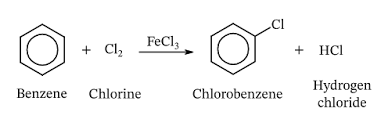 Cl
+ Cl₂ FeCl₃ + HCl
Benzene Chlorine Chlorobenzene Hydrogen
chloride